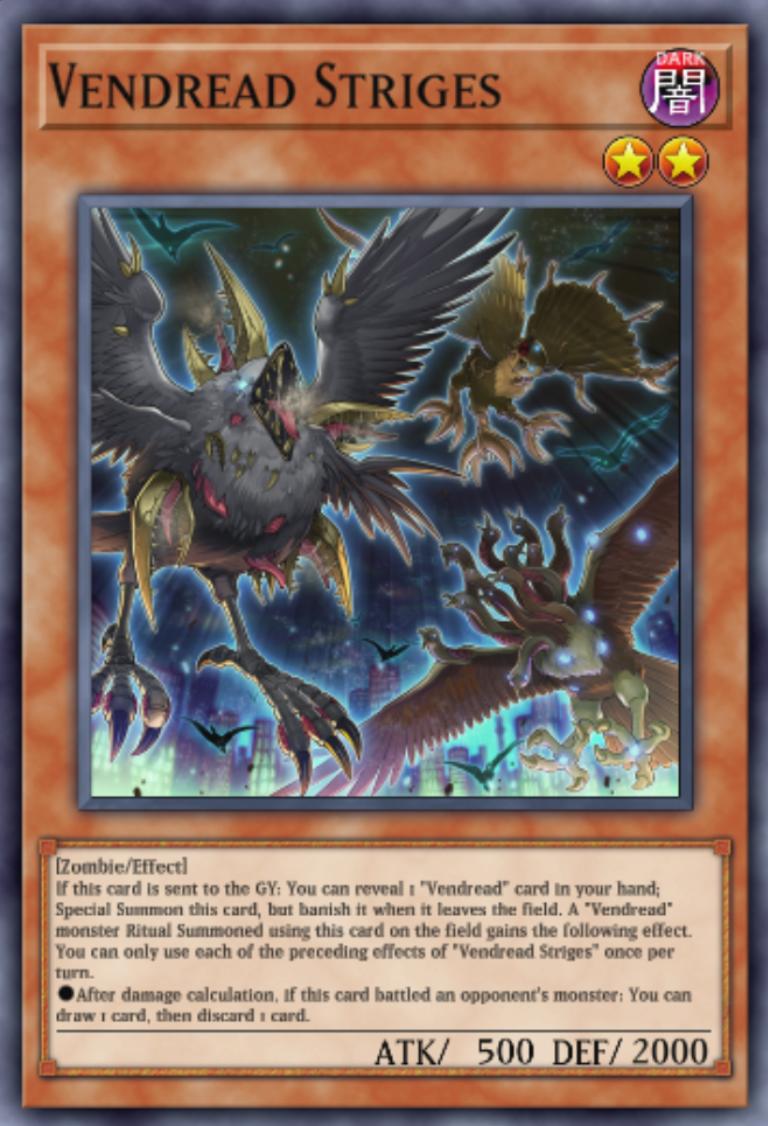 VENDREAD STRIGES
DARK
闇
[Zombie/Effect]
If this card is sent to the GY: You can reveal 1 "Vendread" card in your hand;
Special Summon this card, but banish it when it leaves the field. A "Vendread"
monster Ritual Summoned using this card on the field gains the following effect.
You can only use each of the preceding effects of "Vendread Striges" once per
turn.
●After damage calculation, if this card battled an opponent's monster: You can
draw 1 card, then discard 1 card.
ATK/ 500 DEF/ 2000